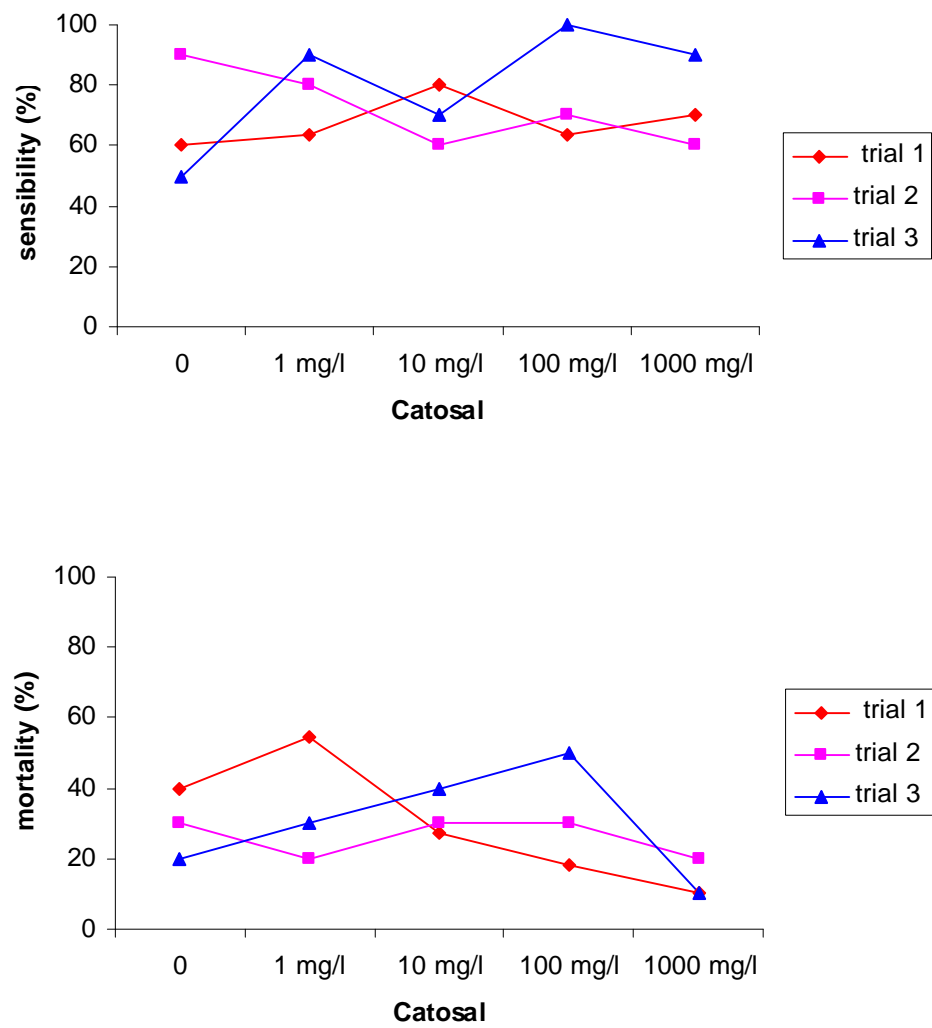 100
80
60
40
20
0
sensibility (%)
0 1 mg/l 10 mg/l 100 mg/l 1000 mg/l
Catosal
trial 1
trial 2
trial 3
100
80
60
40
20
0
mortality (%)
0 1 mg/l 10 mg/l 100 mg/l 1000 mg/l
Catosal
trial 1
trial 2
trial 3